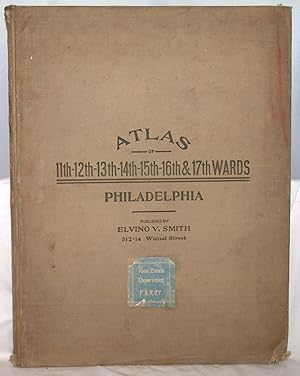 ATLAS
OF
11th-12th-13th-14th-15th-16th & 17th WARDS
PHILADELPHIA
PUBLISHED BY
ELVINO V. SMITH
512-14 Walnut Street
Real Estate